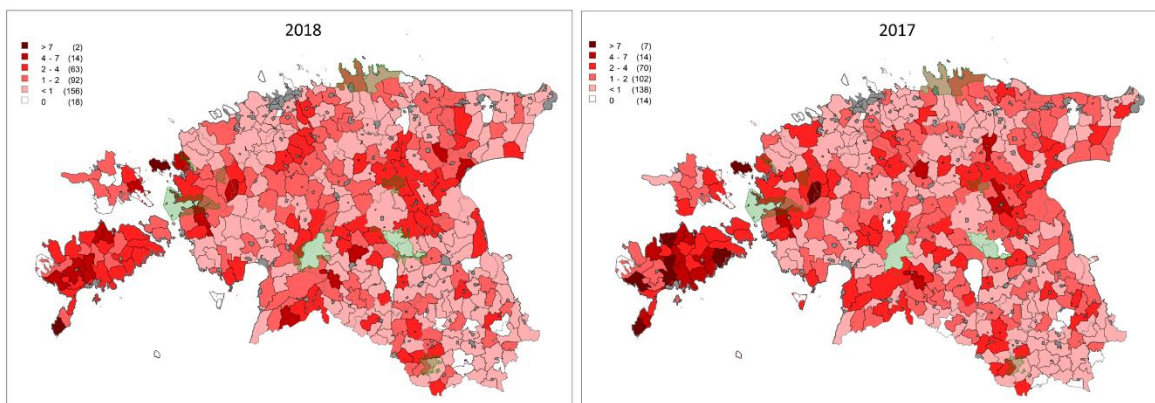 2018
> 7 (2)
4 - 7 (14)
2 - 4 (63)
1 - 2 (92)
< 1 (156)
0 (18)
2017
> 7 (7)
4 - 7 (14)
2 - 4 (70)
1 - 2 (102)
< 1 (138)
0 (14)